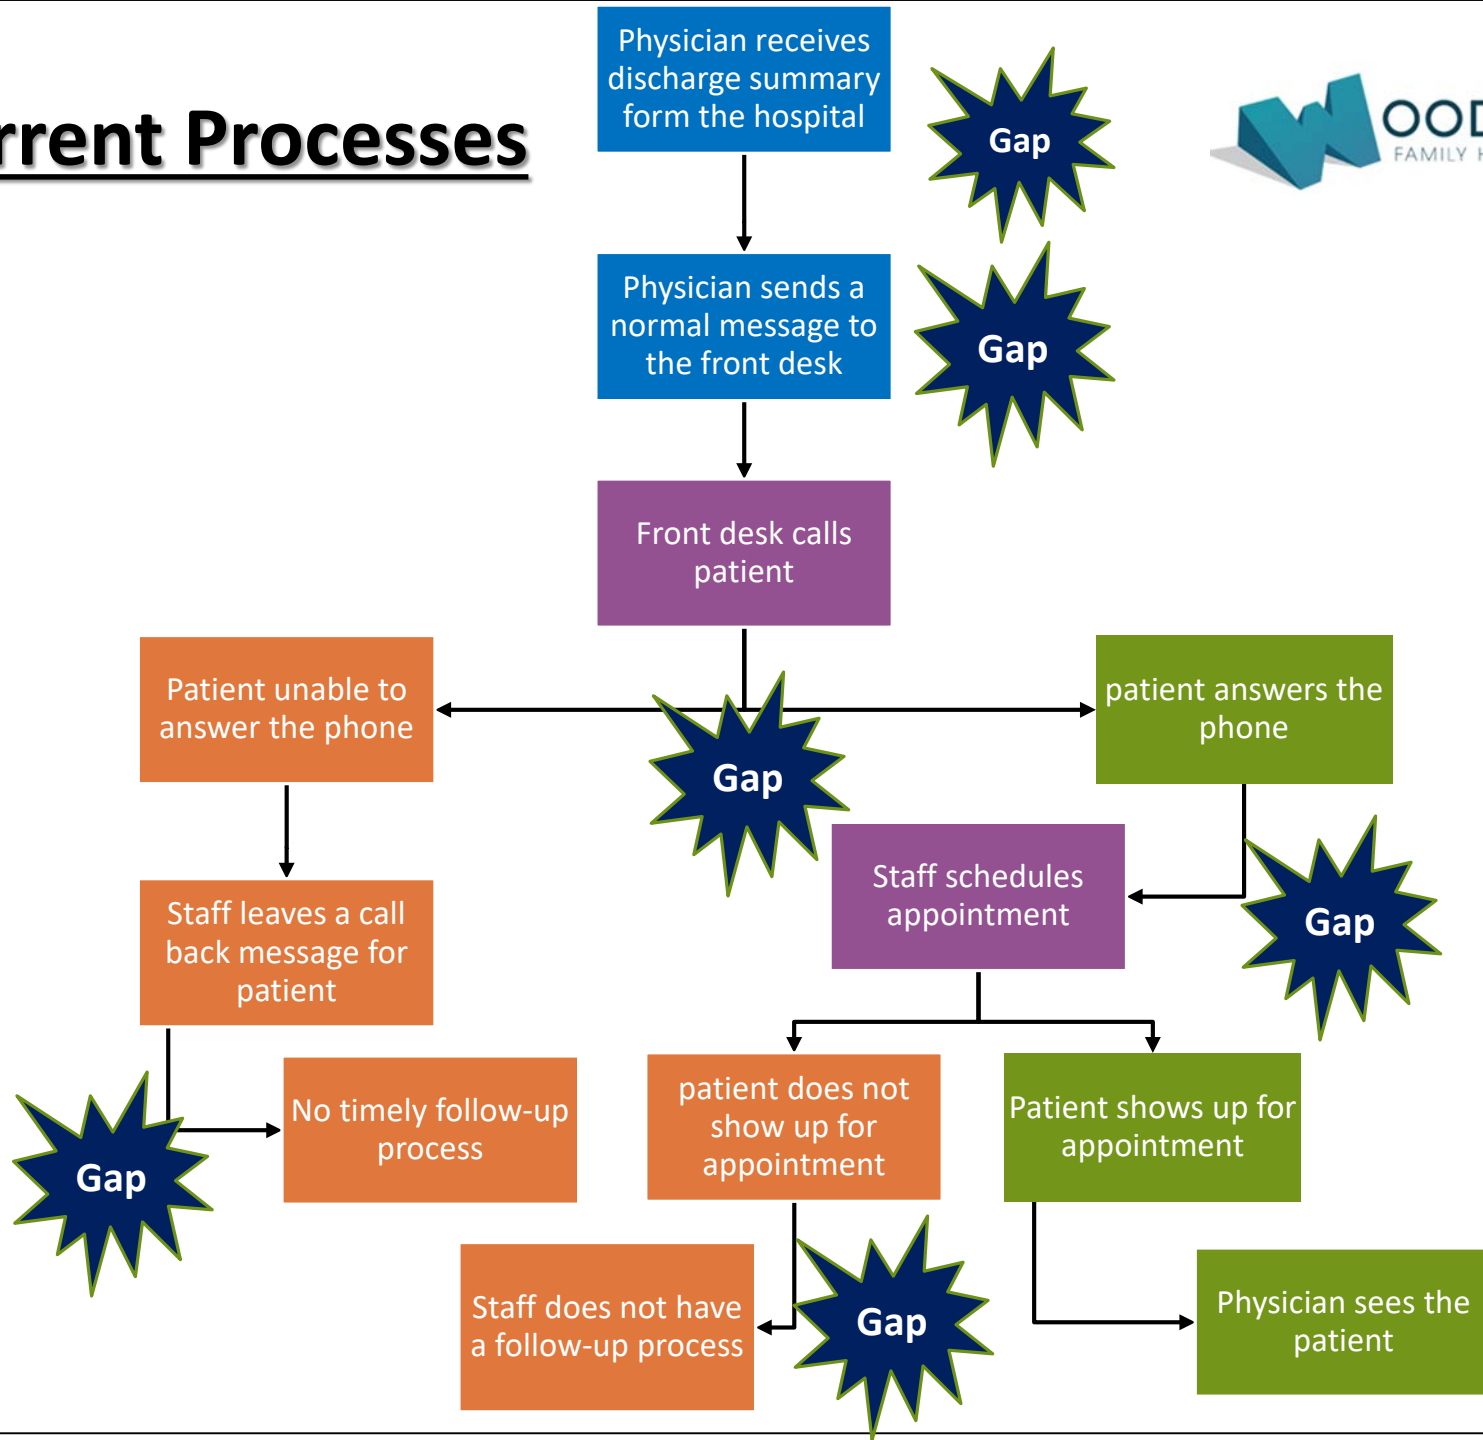 Physician receives
discharge summary
form the hospital
Gap
rrent Processes
OOD
FAMILY H
Physician sends a
normal message to
the front desk
Gap
Front desk calls
patient
Patient unable to
answer the phone
patient answers the
phone
Gap
Staff schedules
appointment
Gap
Staff leaves a call
back message for
patient
No timely follow-up
process
Gap
patient does not
show up for
appointment
Patient shows up for
appointment
Staff does not have
a follow-up process
Gap
Physician sees the
patient